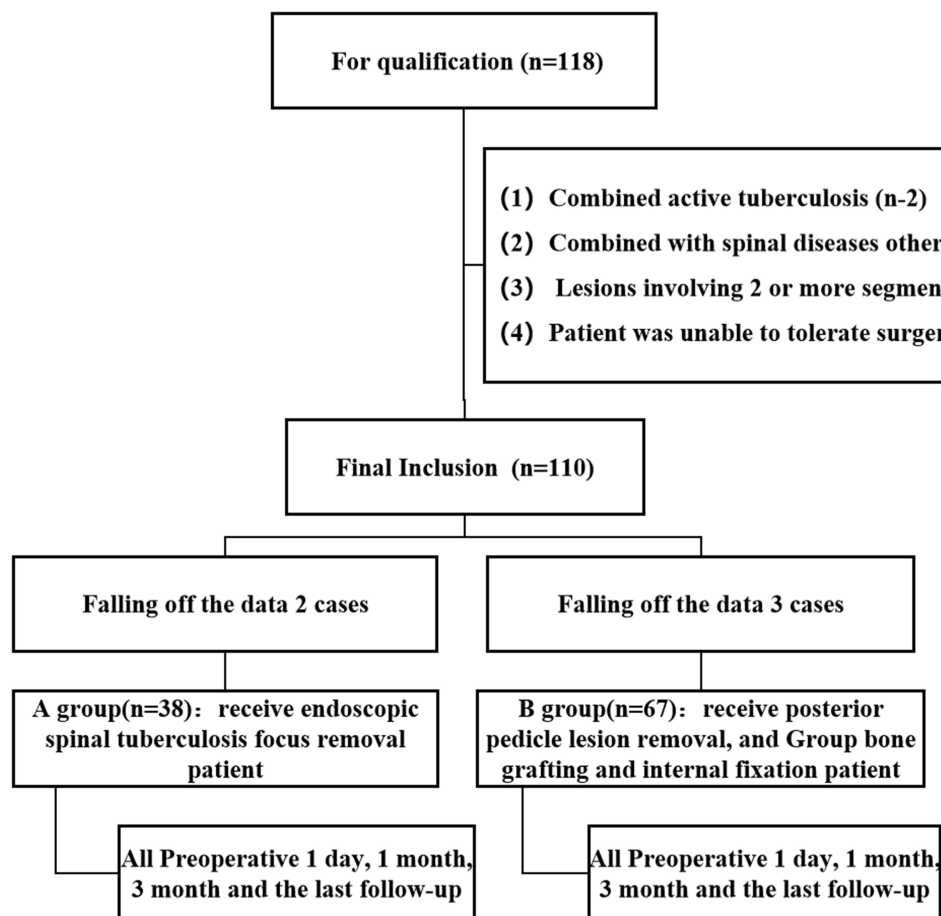 For qualification (n=118)
(1) Combined active tuberculosis (n-2)
(2) Combined with spinal diseases other
(3) Lesions involving 2 or more segmen
(4) Patient was unable to tolerate surger
Final Inclusion (n=110)
Falling off the data 2 cases
Falling off the data 3 cases
A group(n=38)：receive endoscopic
spinal tuberculosis focus removal
patient
B group(n=67)：receive posterior
pedicle lesion removal, and Group bone
grafting and internal fixation patient
All Preoperative 1 day, 1 month,
3 month and the last follow-up
All Preoperative 1 day, 1 month,
3 month and the last follow-up